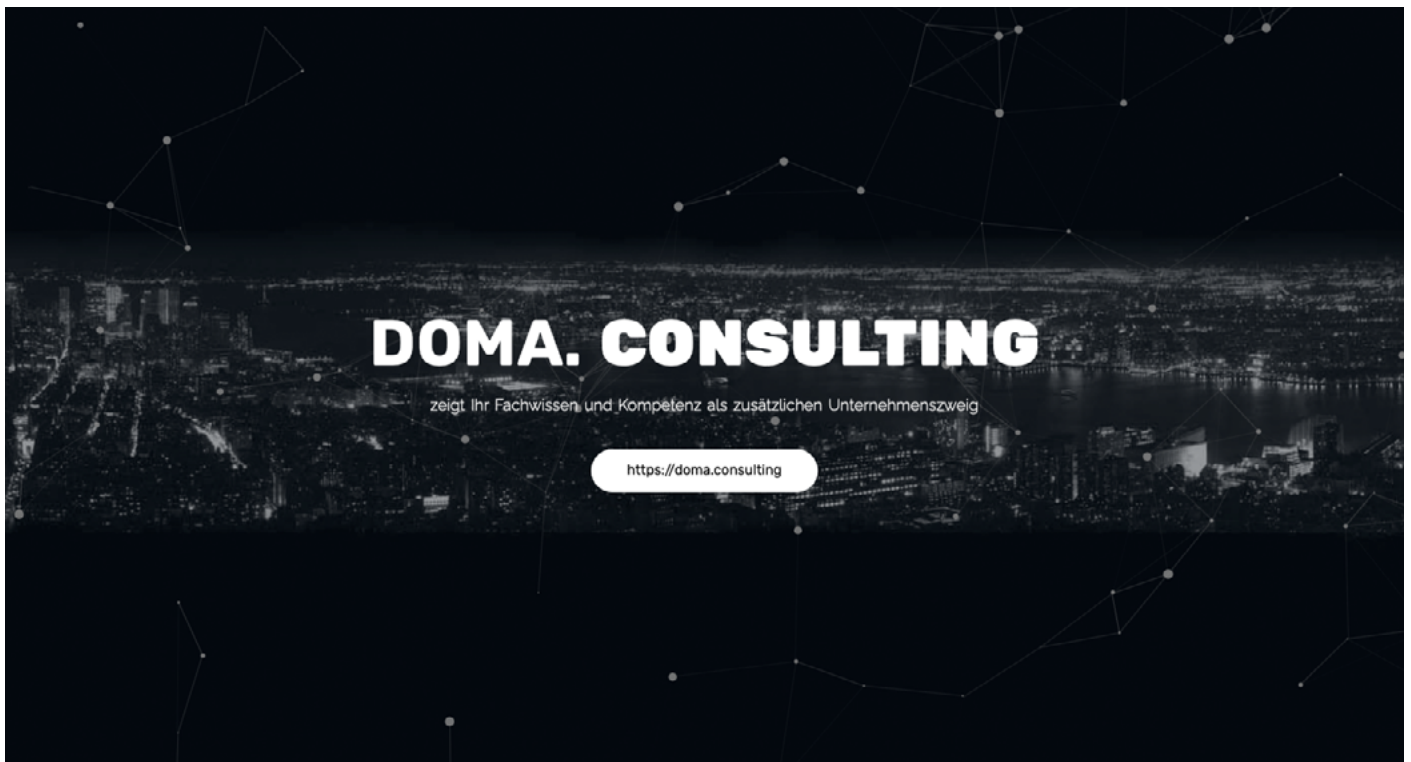 DOMA. CONSULTING
zeigt Ihr Fachwissen und Kompetenz als zusätzlichen Unternehmenszweig
https://doma.consulting